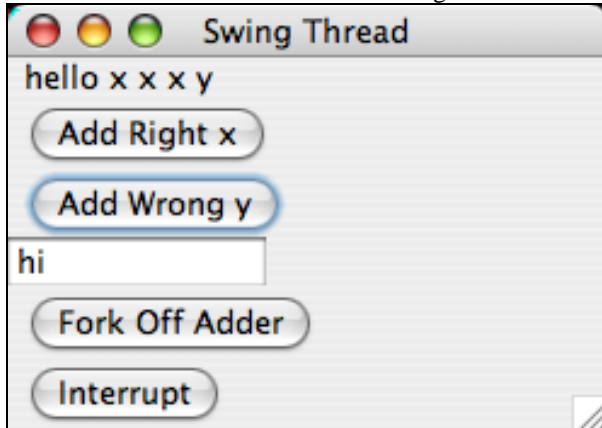 Swing Thread
hello x x x y
Add Right x
Add Wrong y
hi
Fork Off Adder
Interrupt